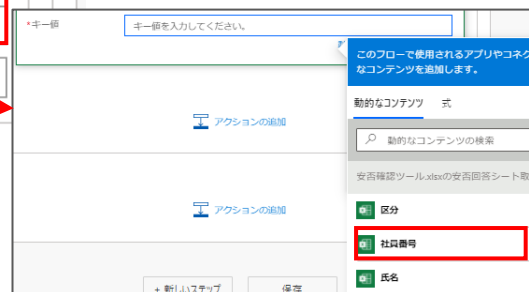 *キー値
キー値を入力してください。
このフローで使用されるアプリやコネク
なコンテンツを追加します。
動的なコンテンツ 式
動的なコンテンツの検索
アクションの追加
安否確認ツール.xlsxの安否回答シート取
区分
アクションの追加
社員番号
氏名
+ 新しいステップ
保存